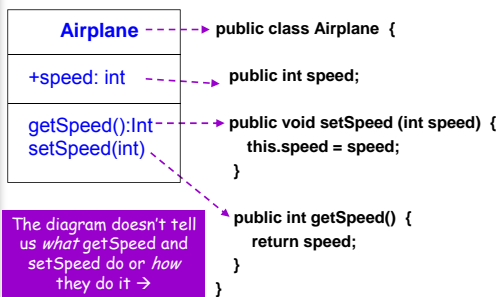 Airplane
+speed: int
getSpeed():Int
setSpeed(int)
The diagram doesn't tell
us what getSpeed and
setSpeed do or how
they do it →
public class Airplane {
public int speed;
public void setSpeed (int speed) {
this.speed = speed;
}
public int getSpeed() {
return speed;
}
}